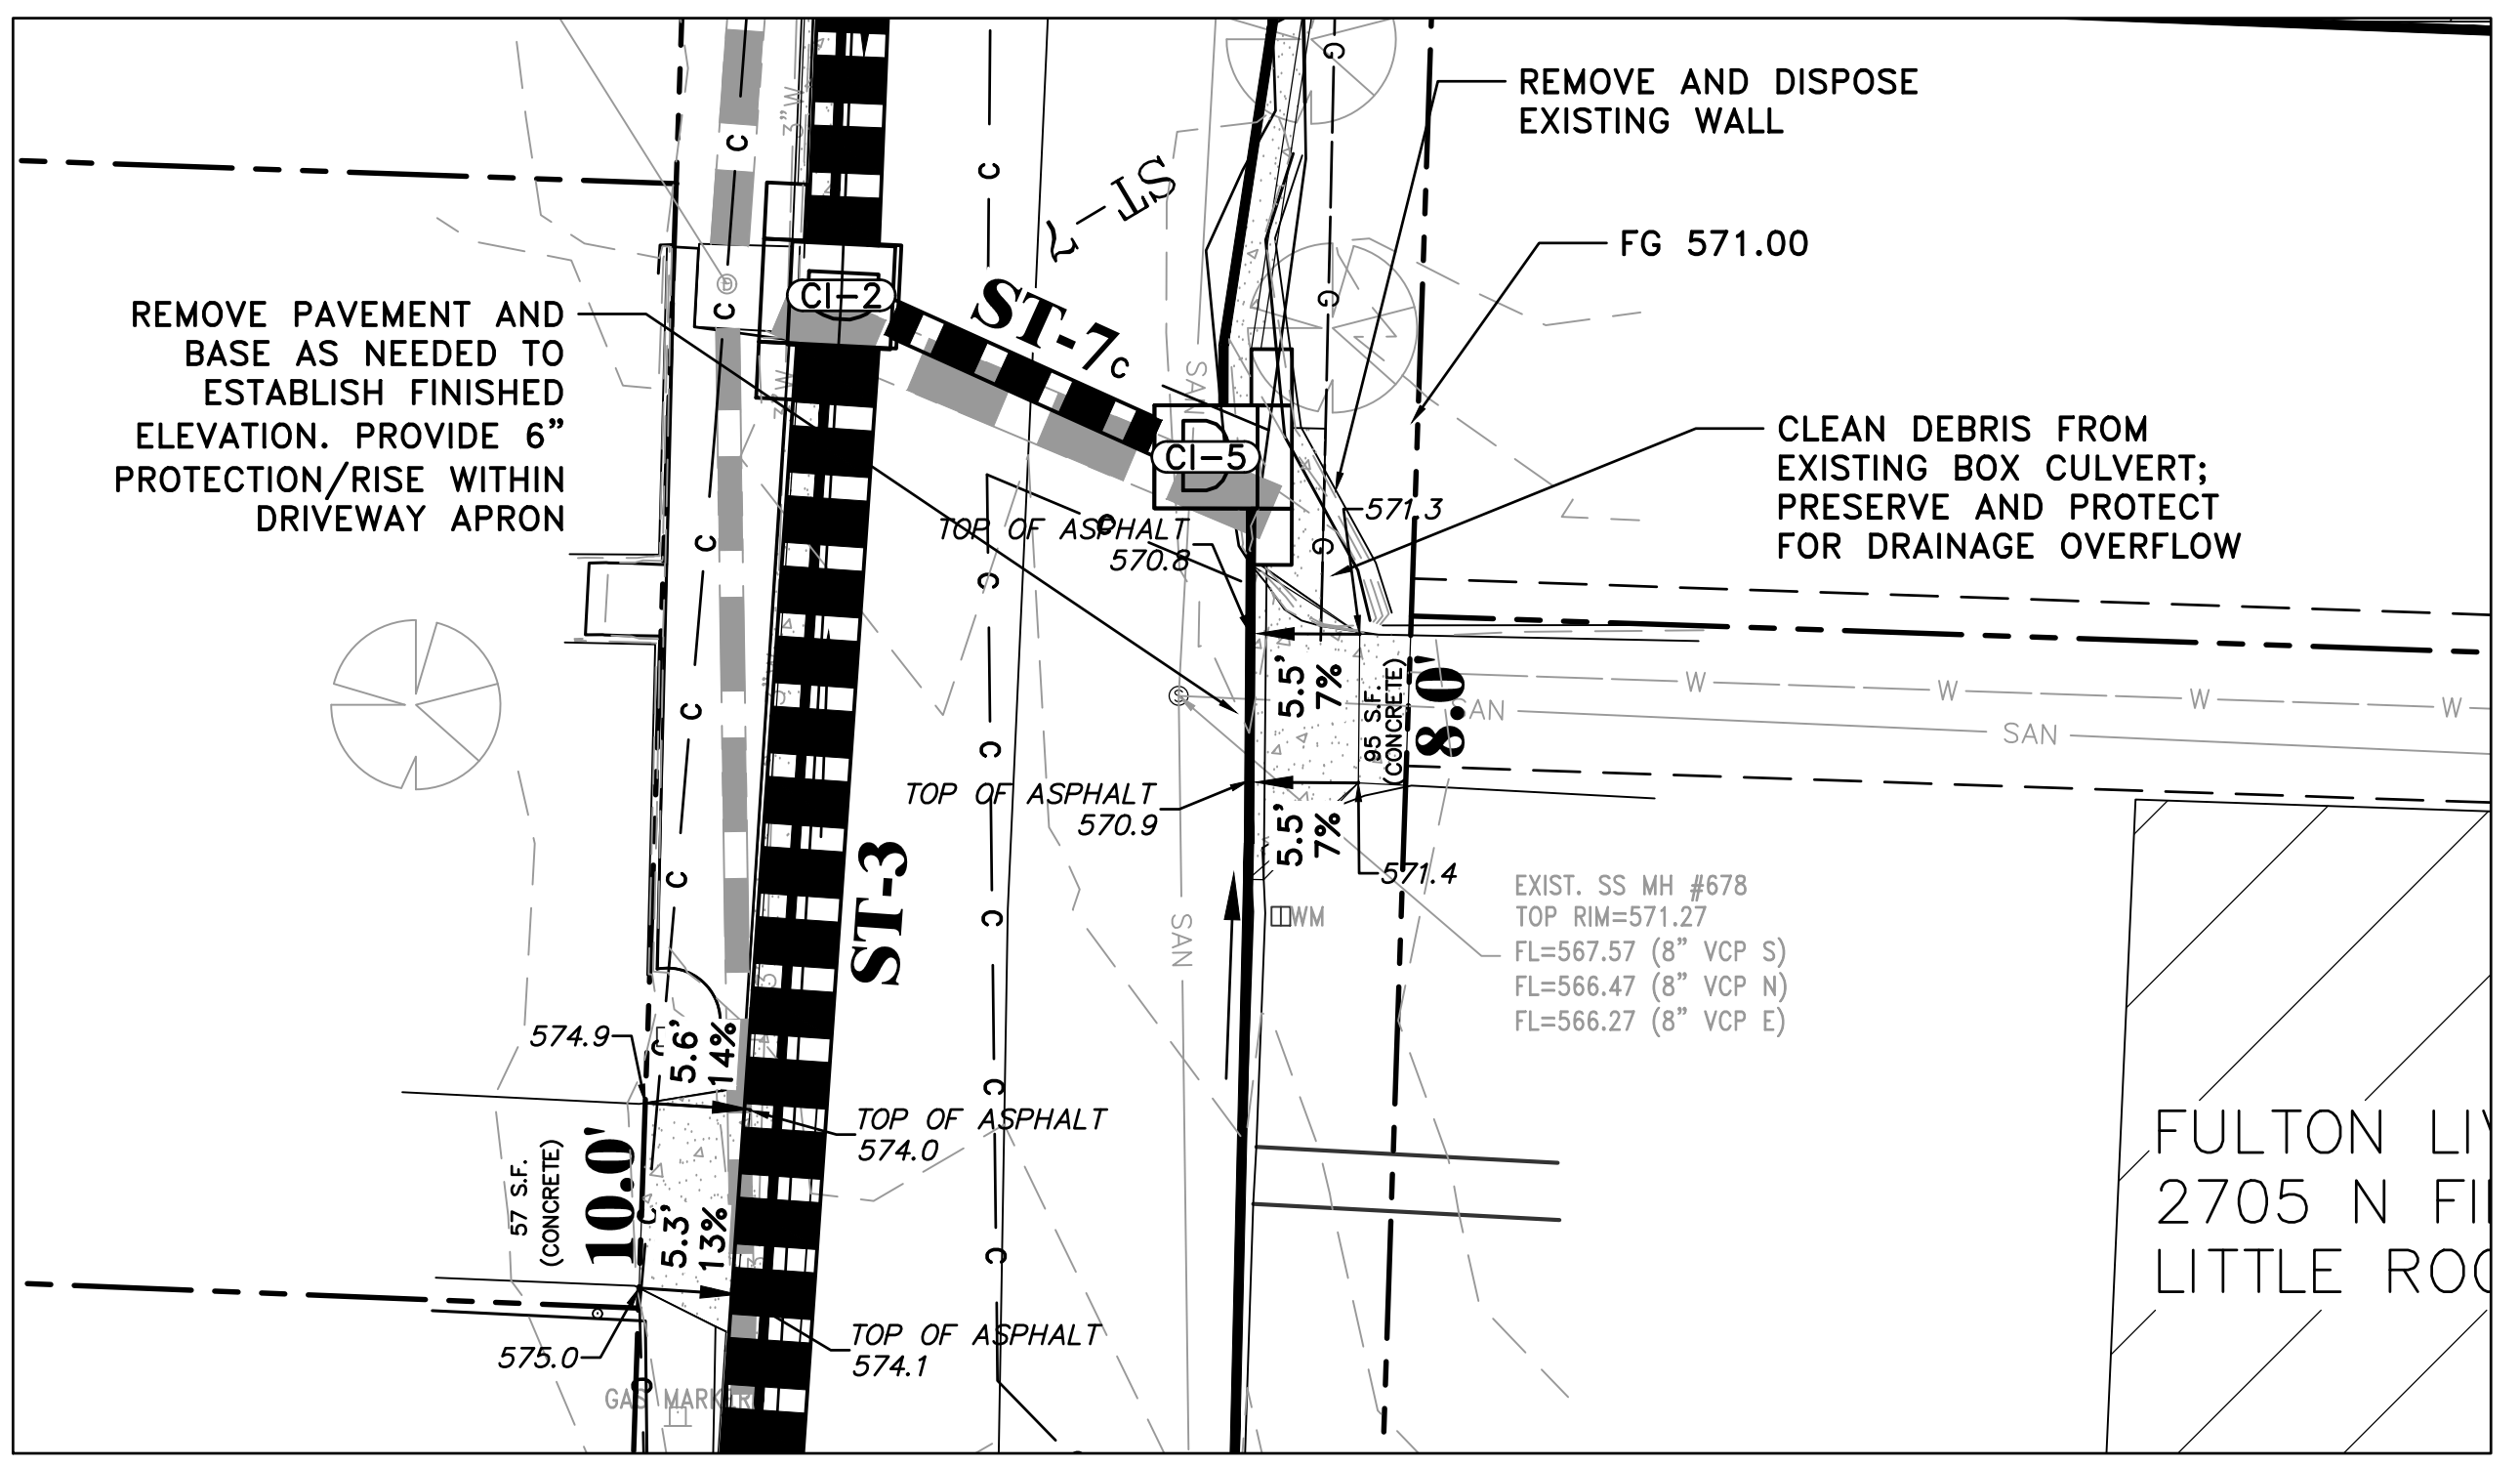 REMOVE AND DISPOSE
EXISTING WALL
FG 571.00
CLEAN DEBRIS FROM
EXISTING BOX CULVERT;
PRESERVE AND PROTECT
FOR DRAINAGE OVERFLOW
REMOVE PAVEMENT AND
BASE AS NEEDED TO
ESTABLISH FINISHED
ELEVATION. PROVIDE 6”
PROTECTION/RISE WITHIN
DRIVEWAY APRON
CI-2
ST-7c
CI-5
D
ST
3"W
3"W
C
C
C
C
C
C
C
C
C
C
C
C
C
G
G
G
SAN
SAN
571.3
TOP OF ASPHALT
570.8
5.5’
7%
95 S.F.
(CONCRETE)
8.0'
SAN
SAN
W
W
W
W
S
D
TOP OF ASPHALT
570.9
5.5’
7%
571.4
ST-3
WM
EXIST. SS MH #678
TOP RIM=571.27
FL=567.57 (8” VCP S)
FL=566.47 (8” VCP N)
FL=566.27 (8” VCP E)
574.9
5.6’
14%
TOP OF ASPHALT
574.0
57 S.F.
(CONCRETE)
10.0'
5.3’
13%
575.0
TOP OF ASPHALT
574.1
GAS MARKER
FULTON
2705 N
LITTLE